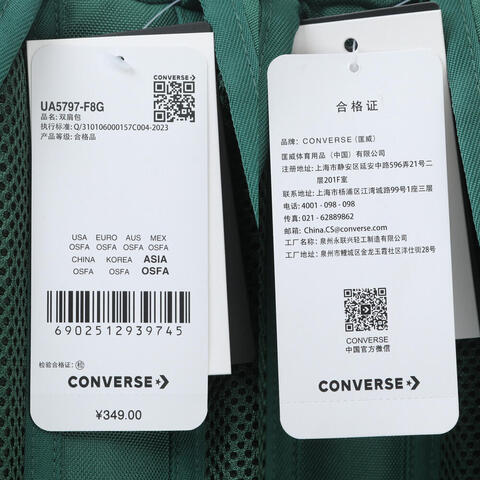 CONVERSE
UA5797-F8G
品名: 双肩包
执行标准: Q/310106000157C004-2023
产品等级: 合格品
USA EURO AUS MEX
OSFA OSFA OSFA OSFA
CHINA KOREA ASIA
OSFA OSFA OSFA
6902512939745
检验合格证: 检
CONVERSE
¥349.00
合格证
品牌: CONVERSE (匡威)
匡威体育用品（中国）有限公司
注册地址: 上海市静安区延安中路596弄21号二
层201F室
联系地址: 上海市杨浦区江湾城路99号1座三层
电话: 4001 - 098 - 098
传真: 021 - 62889862
邮箱: China.CS@converse.com
工厂名称: 泉州永联兴轻工制造有限公司
工厂地址: 泉州市鲤城区金龙玉霞社区洋仕街28号
CONVERSE
中国官方微信